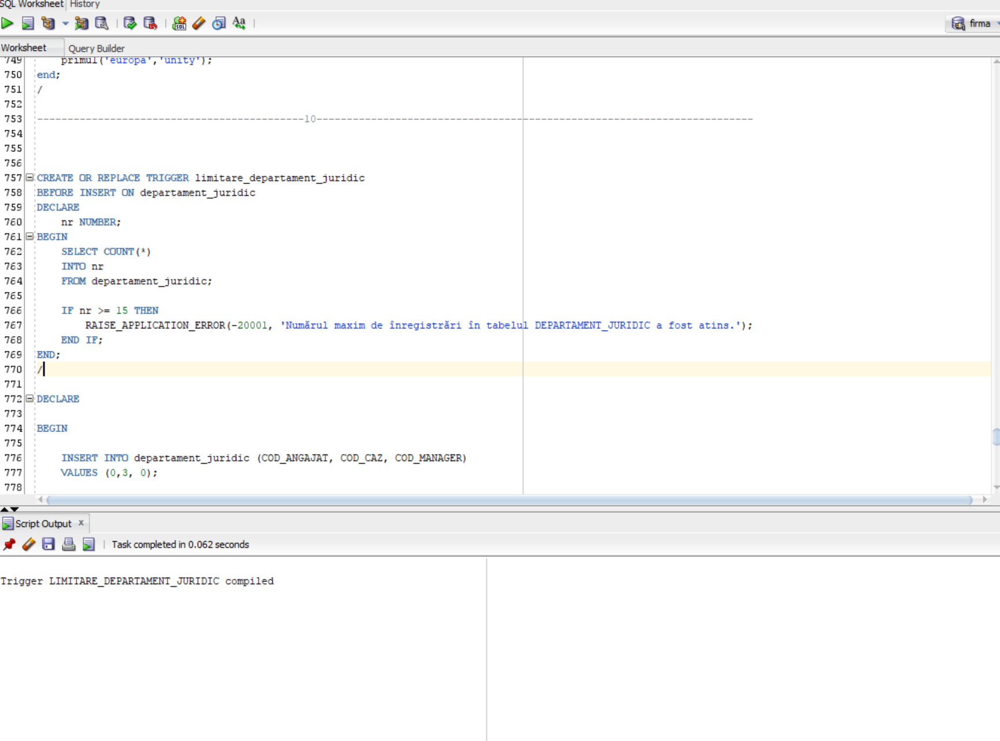 SQL Worksheet History
firma
Worksheet Query Builder
749 primul('europa','unity');
750 end;
751 /
752
753 --------------------------------------------10------------------------------------------------------------------------
754
755
756
757 CREATE OR REPLACE TRIGGER limitare_departament_juridic
758 BEFORE INSERT ON departament_juridic
759 DECLARE
760 nr NUMBER;
761 BEGIN
762 SELECT COUNT(*)
763 INTO nr
764 FROM departament_juridic;
765
766 IF nr >= 15 THEN
767 RAISE_APPLICATION_ERROR(-20001, 'Numărul maxim de înregistrări în tabelul DEPARTAMENT_JURIDIC a fost atins.');
768 END IF;
769 END;
770 /
771
772 DECLARE
773
774 BEGIN
775
776 INSERT INTO departament_juridic (COD_ANGAJAT, COD_CAZ, COD_MANAGER)
777 VALUES (0,3, 0);
778
Script Output x
Task completed in 0.062 seconds
Trigger LIMITARE_DEPARTAMENT_JURIDIC compiled